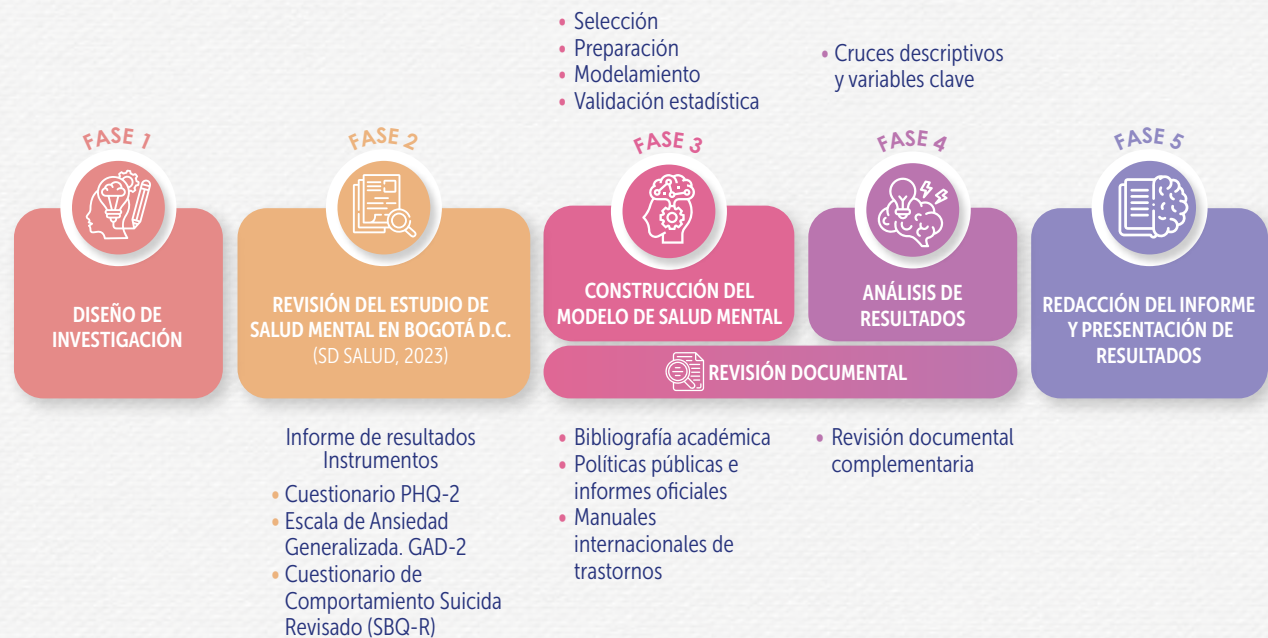 • Selección
• Preparación
• Modelamiento
• Validación estadística
• Cruces descriptivos
y variables clave
FASE 1
DISEÑO DE
INVESTIGACIÓN
FASE 2
REVISIÓN DEL ESTUDIO DE
SALUD MENTAL EN BOGOTÁ D.C.
(SD SALUD, 2023)
FASE 3
CONSTRUCCIÓN DEL
MODELO DE SALUD MENTAL
FASE 4
ANÁLISIS DE
RESULTADOS
REVISIÓN DOCUMENTAL
FASE 5
REDACCIÓN DEL INFORME
Y PRESENTACIÓN DE
RESULTADOS
Informe de resultados
Instrumentos
• Cuestionario PHQ-2
• Escala de Ansiedad
Generalizada. GAD-2
• Cuestionario de
Comportamiento Suicida
Revisado (SBQ-R)
• Bibliografía académica
• Políticas públicas e
informes oficiales
• Manuales
internacionales de
trastornos
• Revisión documental
complementaria